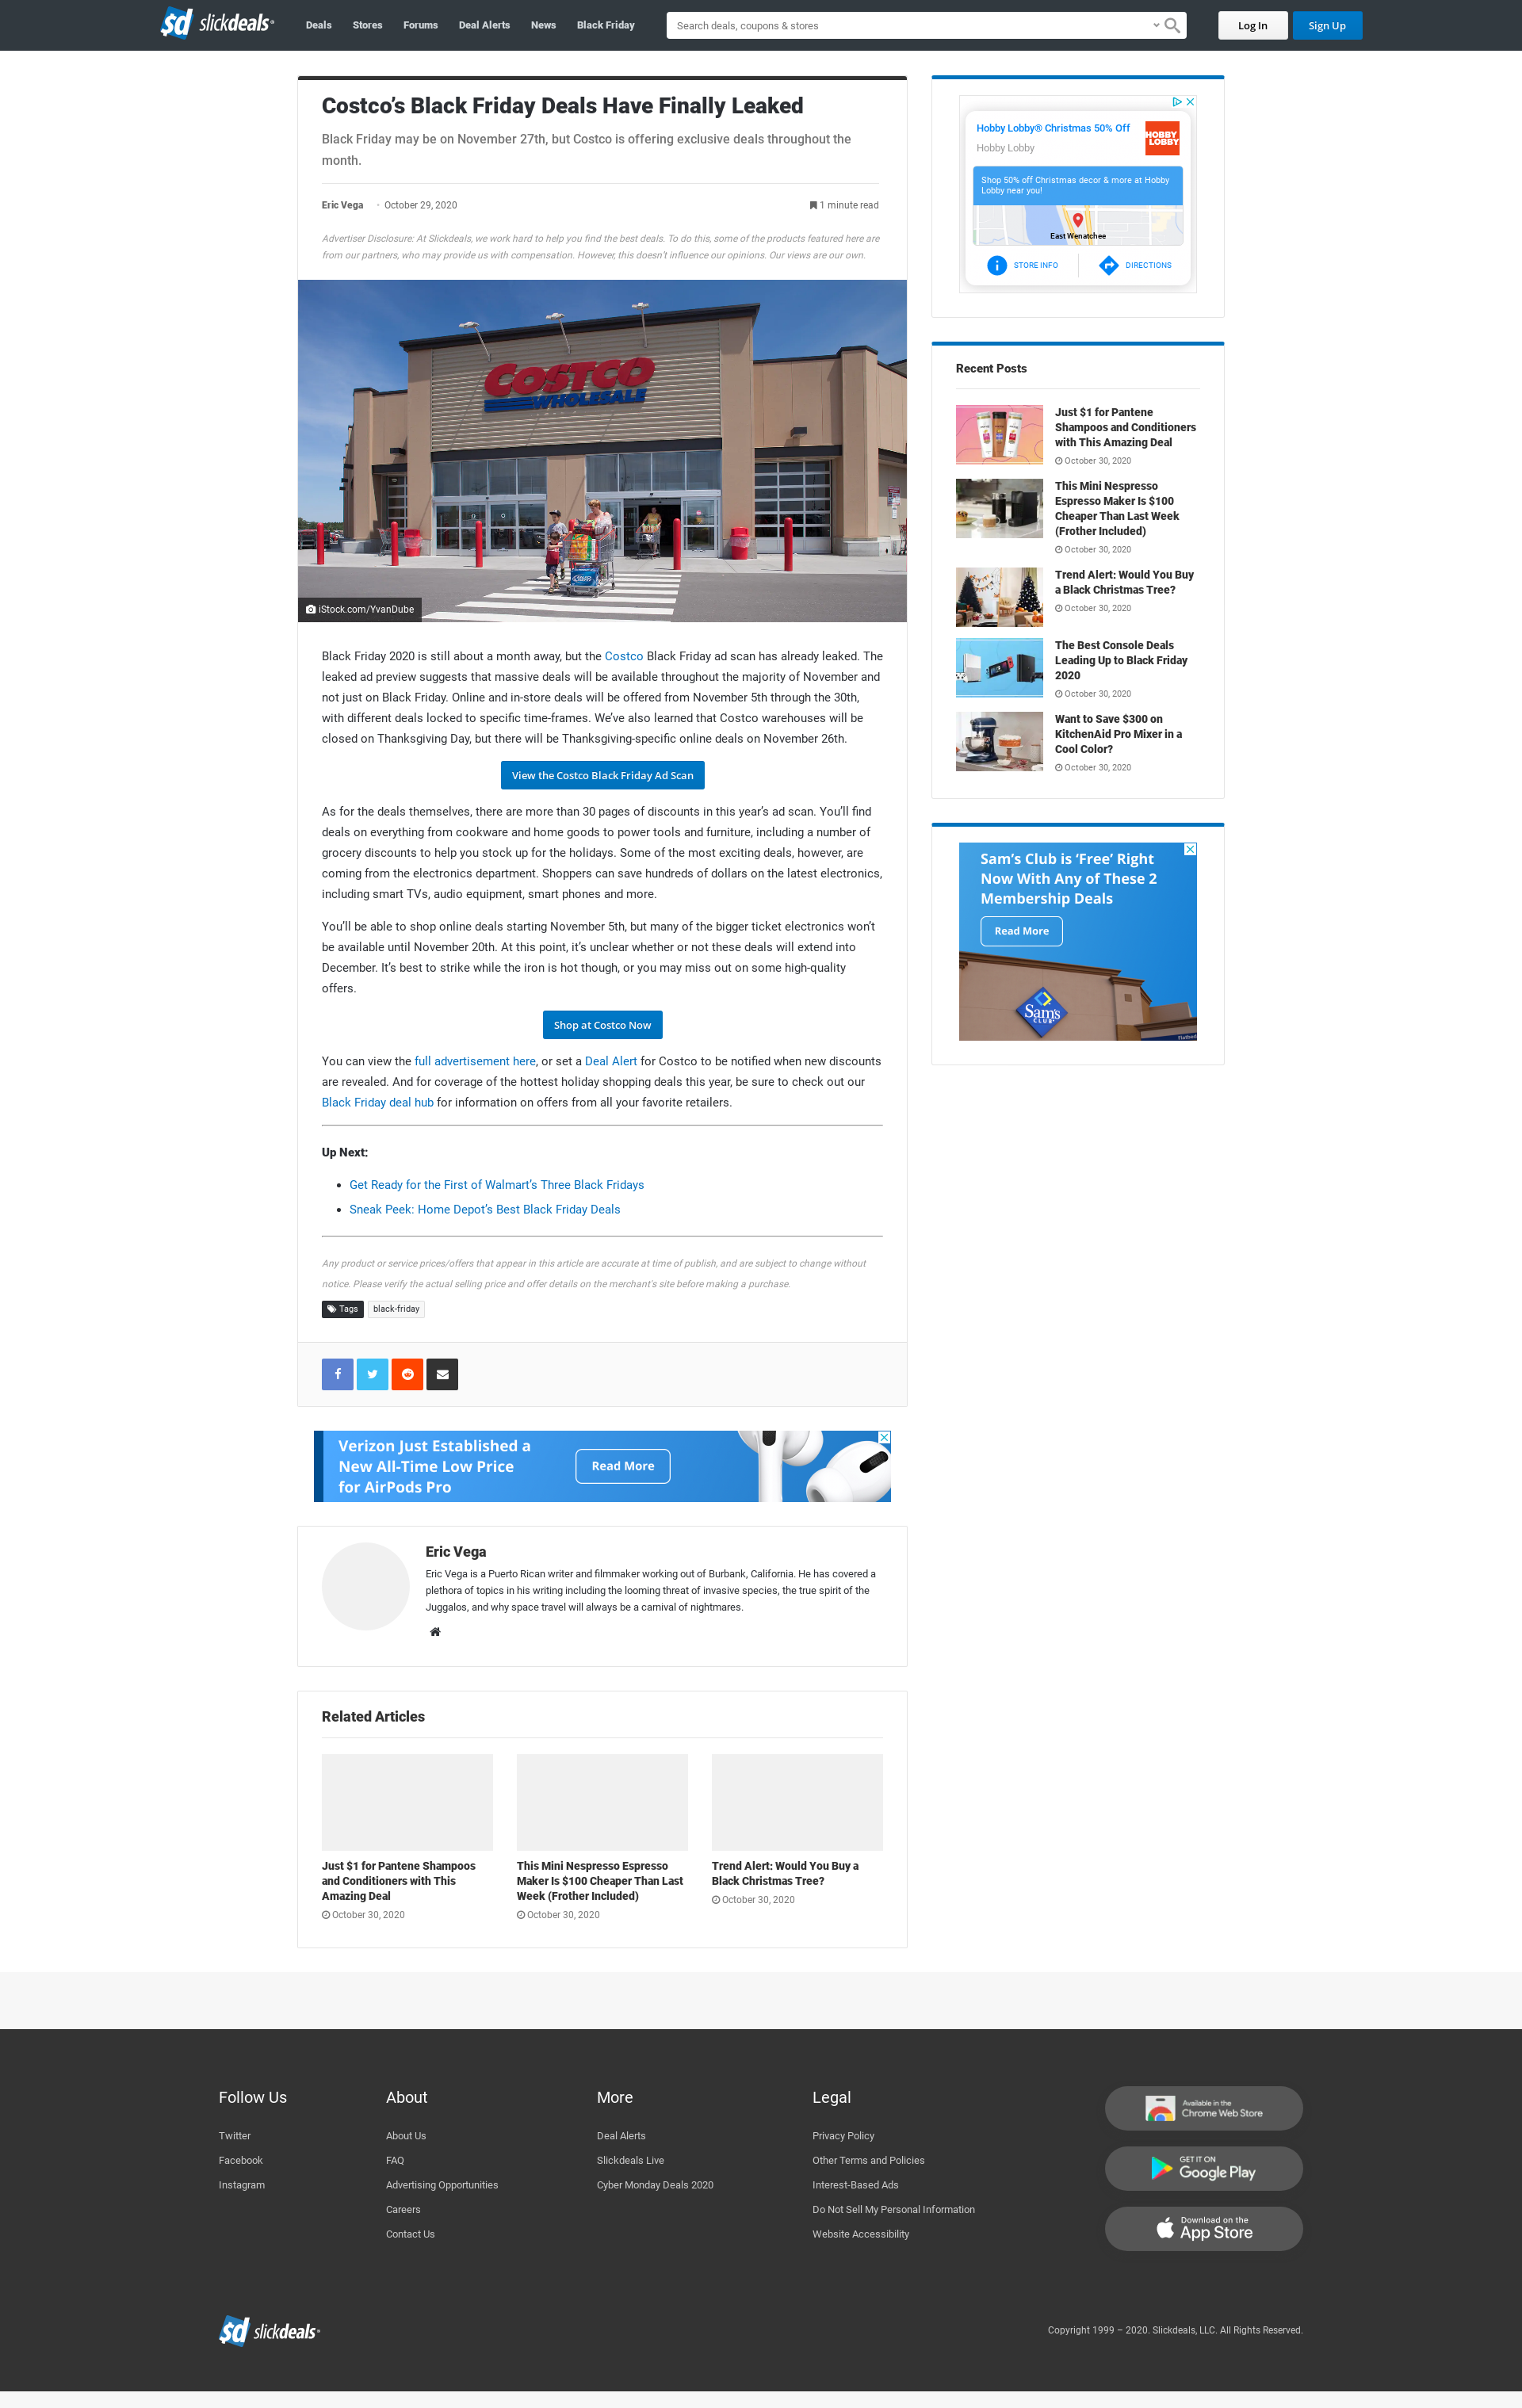 sd slickdeals
Deals
Stores
Forums
Deal Alerts
News
Black Friday
Search deals, coupons & stores
Log In
Sign Up
Costco’s Black Friday Deals Have Finally Leaked
Black Friday may be on November 27th, but Costco is offering exclusive deals throughout the
month.
Eric Vega
October 29, 2020
1 minute read
Advertiser Disclosure: At Slickdeals, we work hard to help you find the best deals. To do this, some of the products featured here are
from our partners, who may provide us with compensation. However, this doesn’t influence our opinions. Our views are our own.
COSTCO
WHOLESALE
iStock.com/YvanDube
Black Friday 2020 is still about a month away, but the Costco Black Friday ad scan has already leaked. The
leaked ad preview suggests that massive deals will be available throughout the majority of November and
not just on Black Friday. Online and in-store deals will be offered from November 5th through the 30th,
with different deals locked to specific time-frames. We’ve also learned that Costco warehouses will be
closed on Thanksgiving Day, but there will be Thanksgiving-specific online deals on November 26th.
View the Costco Black Friday Ad Scan
As for the deals themselves, there are more than 30 pages of discounts in this year’s ad scan. You’ll find
deals on everything from cookware and home goods to power tools and furniture, including a number of
grocery discounts to help you stock up for the holidays. Some of the most exciting deals, however, are
coming from the electronics department. Shoppers can save hundreds of dollars on the latest electronics,
including smart TVs, audio equipment, smart phones and more.
You’ll be able to shop online deals starting November 5th, but many of the bigger ticket electronics won’t
be available until November 20th. At this point, it’s unclear whether or not these deals will extend into
December. It’s best to strike while the iron is hot though, or you may miss out on some high-quality
offers.
Shop at Costco Now
You can view the full advertisement here, or set a Deal Alert for Costco to be notified when new discounts
are revealed. And for coverage of the hottest holiday shopping deals this year, be sure to check out our
Black Friday deal hub for information on offers from all your favorite retailers.
Up Next:
Get Ready for the First of Walmart’s Three Black Fridays
Sneak Peek: Home Depot’s Best Black Friday Deals
Any product or service prices/offers that appear in this article are accurate at time of publish, and are subject to change without
notice. Please verify the actual selling price and offer details on the merchant's site before making a purchase.
Tags
black-friday
Verizon Just Established a
New All-Time Low Price
for AirPods Pro
Read More
Eric Vega
Eric Vega is a Puerto Rican writer and filmmaker working out of Burbank, California. He has covered a
plethora of topics in his writing including the looming threat of invasive species, the true spirit of the
Juggalos, and why space travel will always be a carnival of nightmares.
Related Articles
Just $1 for Pantene Shampoos
and Conditioners with This
Amazing Deal
October 30, 2020
This Mini Nespresso Espresso
Maker Is $100 Cheaper Than Last
Week (Frother Included)
October 30, 2020
Trend Alert: Would You Buy a
Black Christmas Tree?
October 30, 2020
Hobby Lobby® Christmas 50% Off
Hobby Lobby
HOBBY
LOBBY
Shop 50% off Christmas decor & more at Hobby
Lobby near you!
East Wenatchee
STORE INFO
DIRECTIONS
Recent Posts
Just $1 for Pantene
Shampoos and Conditioners
with This Amazing Deal
October 30, 2020
This Mini Nespresso
Espresso Maker Is $100
Cheaper Than Last Week
(Frother Included)
October 30, 2020
Trend Alert: Would You Buy
a Black Christmas Tree?
October 30, 2020
The Best Console Deals
Leading Up to Black Friday
2020
October 30, 2020
Want to Save $300 on
KitchenAid Pro Mixer in a
Cool Color?
October 30, 2020
Sam’s Club is ‘Free’ Right
Now With Any of These 2
Membership Deals
Read More
Sam's
CLUB
Follow Us
Twitter
Facebook
Instagram
About
About Us
FAQ
Advertising Opportunities
Careers
Contact Us
More
Deal Alerts
Slickdeals Live
Cyber Monday Deals 2020
Legal
Privacy Policy
Other Terms and Policies
Interest-Based Ads
Do Not Sell My Personal Information
Website Accessibility
Available in the
Chrome Web Store
GET IT ON
Google Play
Download on the
App Store
sd slickdeals
Copyright 1999 – 2020. Slickdeals, LLC. All Rights Reserved.